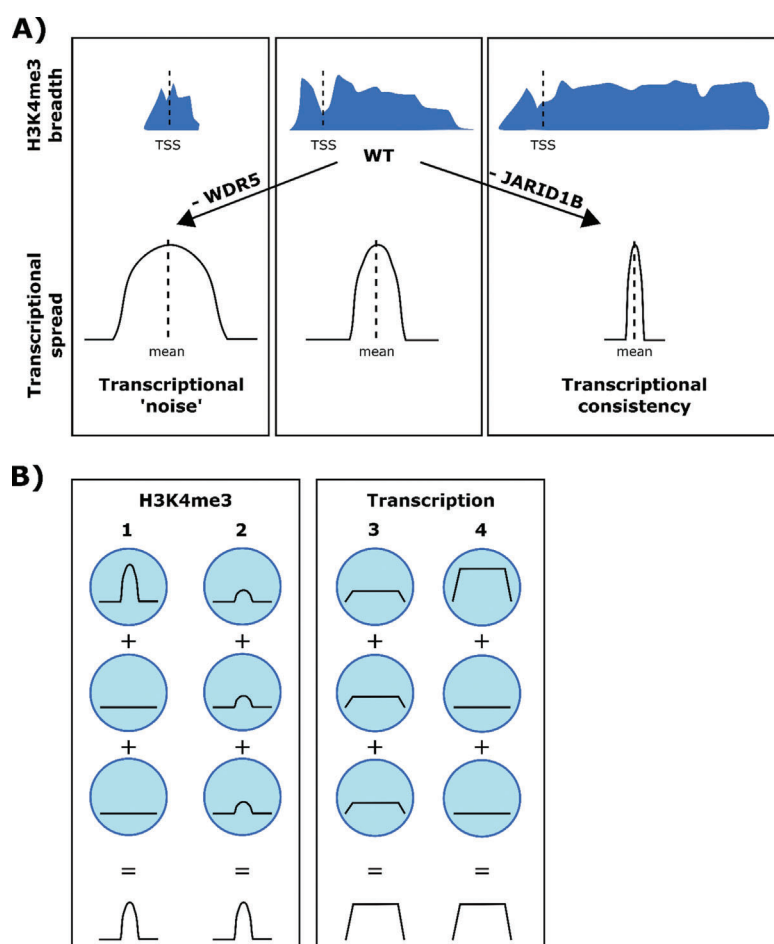 A)
H3K4me3
breadth
TSS
TSS
TSS
WT
- WDR5
- JARID1B
Transcriptional
spread
mean
mean
mean
Transcriptional
'noise'
Transcriptional
consistency
B)
H3K4me3
Transcription
1
2
3
4
+
+
+
+
+
+
+
+
=
=
=
=